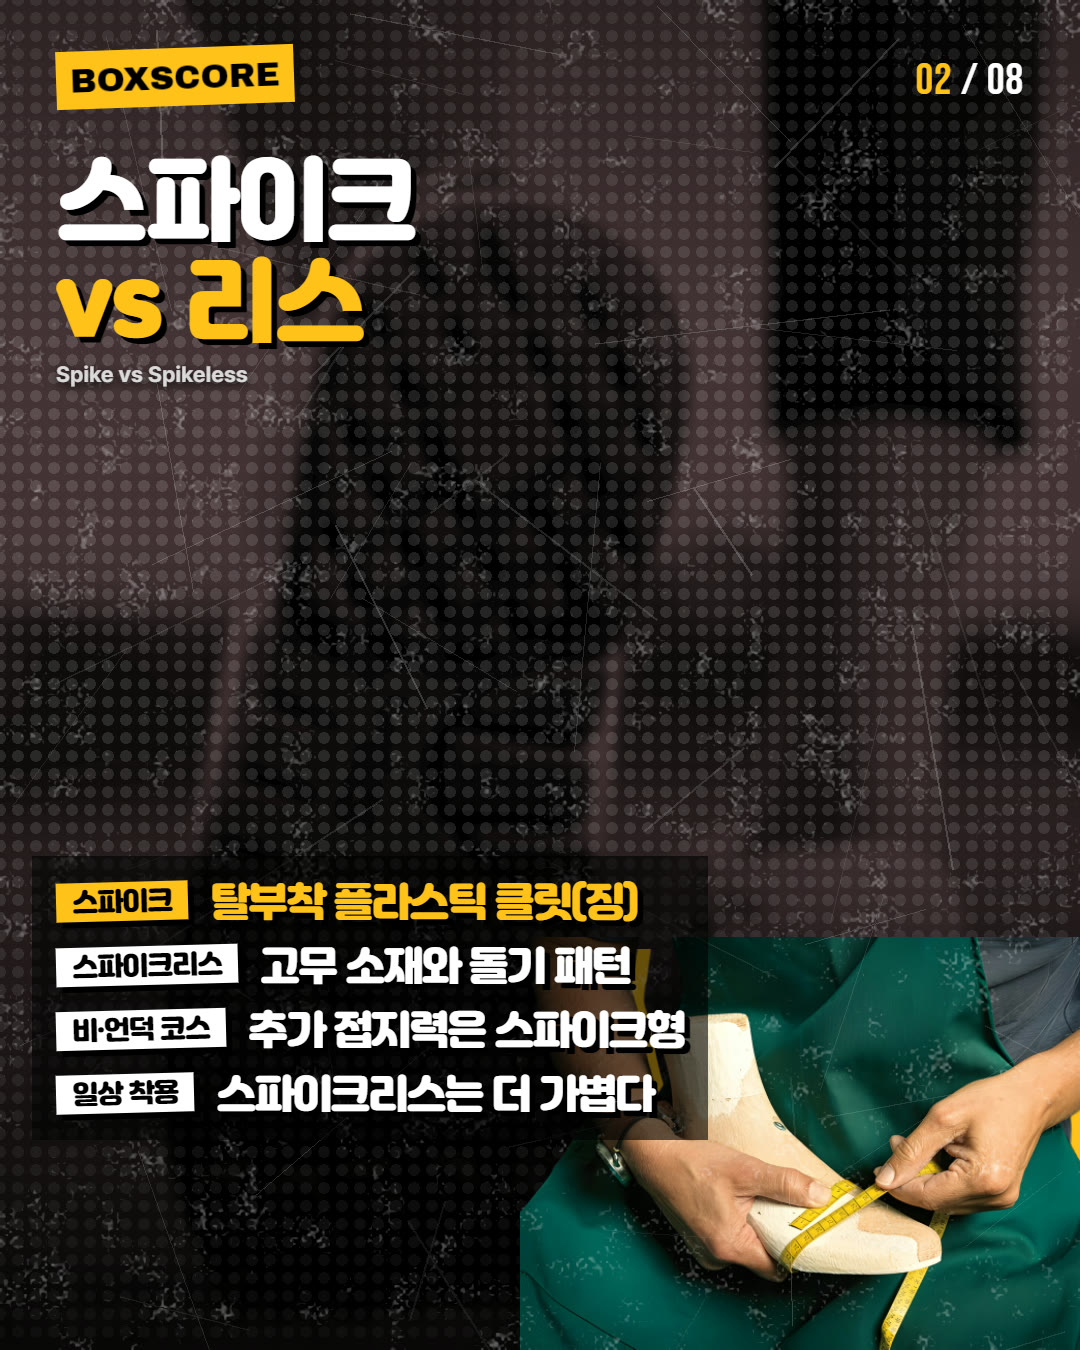 BOXSCORE
02 / 08
스파이크
vs 리스
Spike vs Spikeless
스파이크 탈부착 플라스틱 클릿(징)
스파이크리스 고무 소재와 돌기 패턴
비·언덕 코스 추가 접지력은 스파이크형
일상 착용 스파이크리스는 더 가볍다